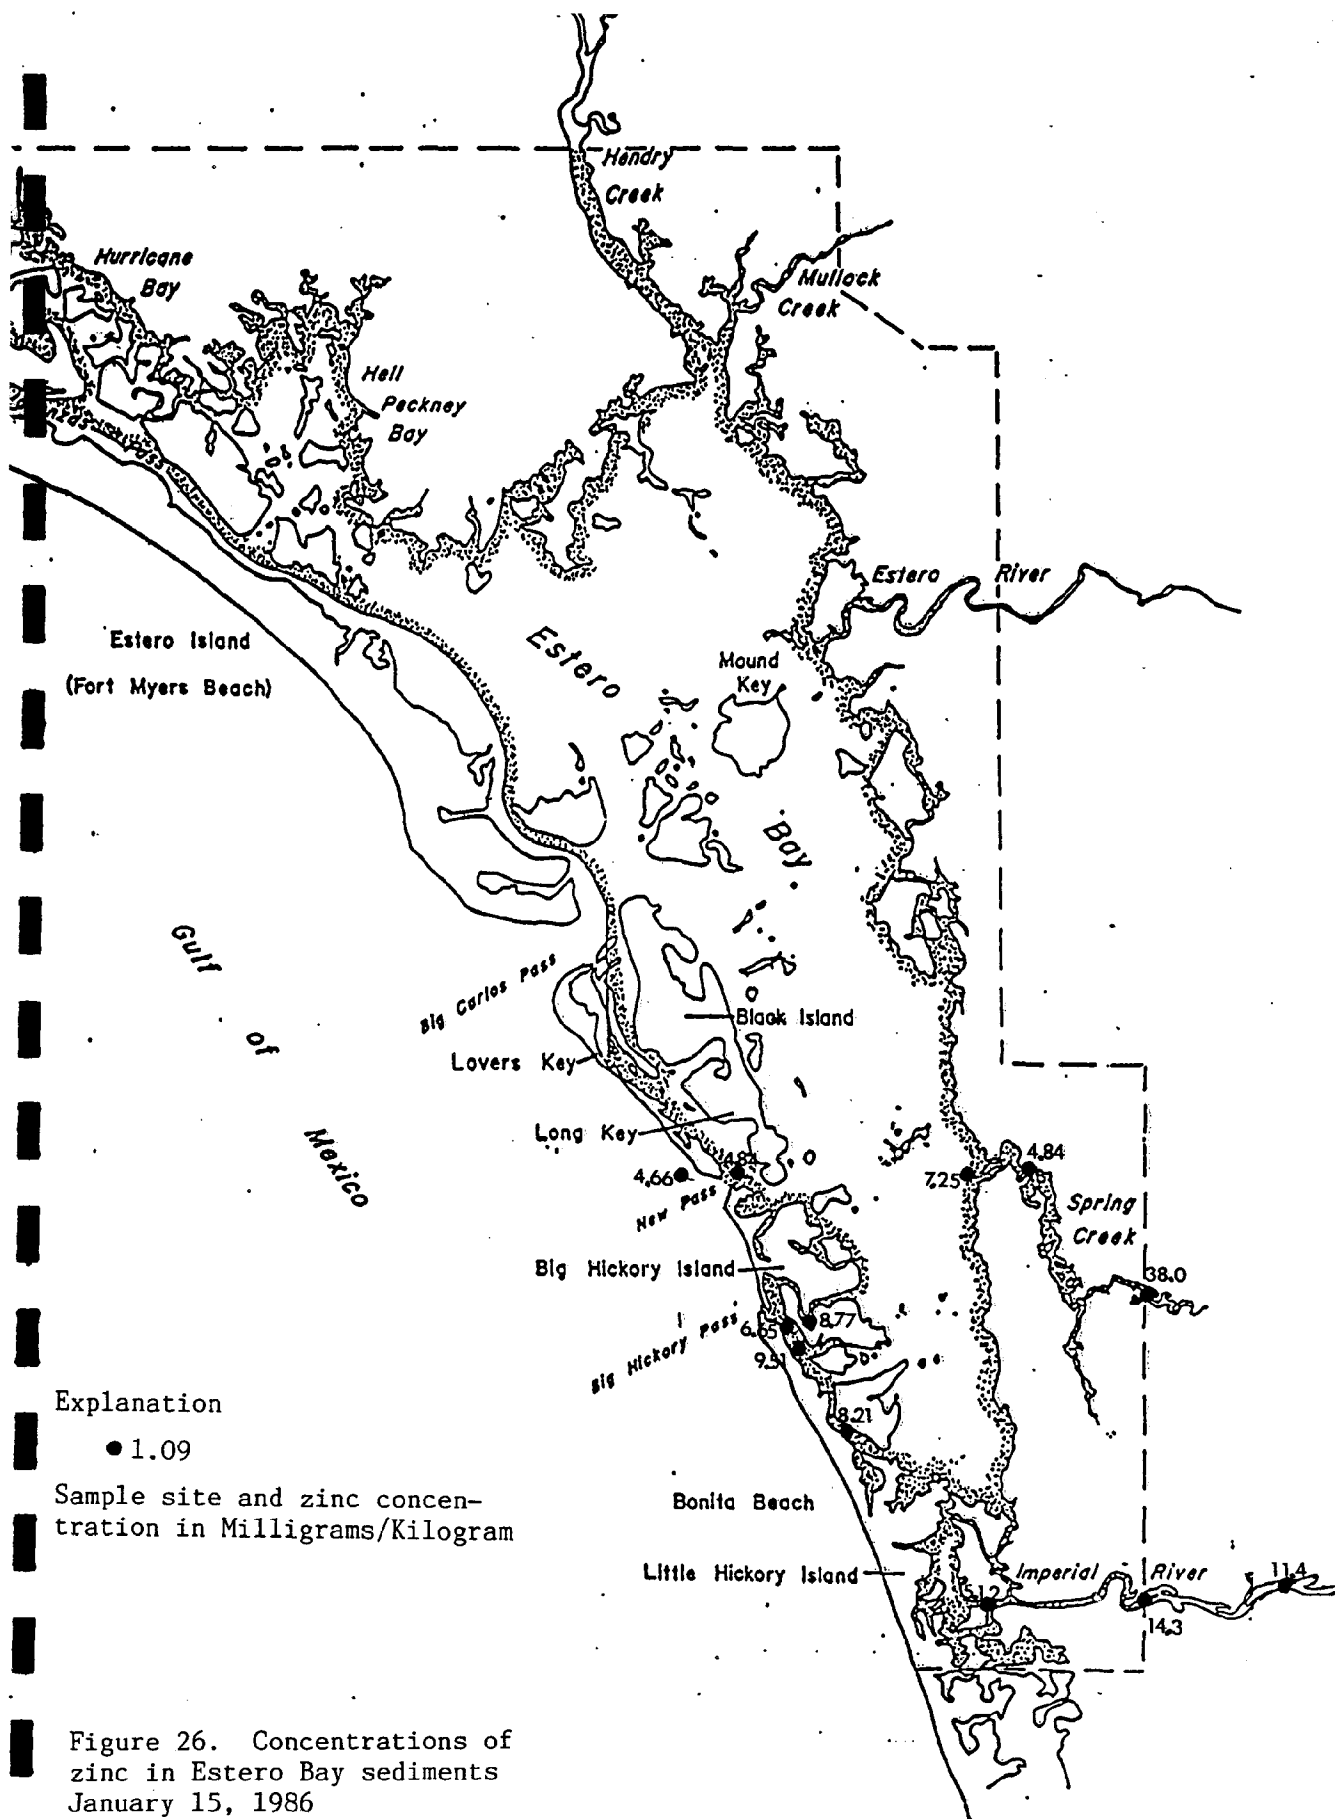 Hendry
Creek
Hurricane
Bay
Mullock
Creek
Hell
Peckney
Bay
Estero River
Estero Island
(Fort Myers Beach)
Estero
Bay
Mound
Key
Gulf
of
Mexico
Big Carlos Pass
Black Island
Lovers Key
Long Key
4.66
4.84
New Pass
7.25
4.84
Spring
Creek
38.0
Big Hickory Island
Big Hickory Pass
6.65
8.77
9.51
8.21
Explanation
1.09
Sample site and zinc concen-
tration in Milligrams/Kilogram
Bonita Beach
Little Hickory Island
Imperial River
11.4
14.3
Figure 26. Concentrations of
zinc in Estero Bay sediments
January 15, 1986